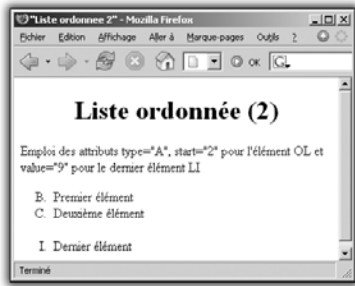 "Liste ordonnee 2" - Mozilla Firefox
Fichier Edition Affichage Aller à Marque-pages Outils ?
OK G
Liste ordonnée (2)
Emploi des attributs type="A", start="2" pour l'élément OL et
value="9" pour le dernier élément LI
B. Premier élément
C. Deuxième élément
I. Dernier élément
Terminé